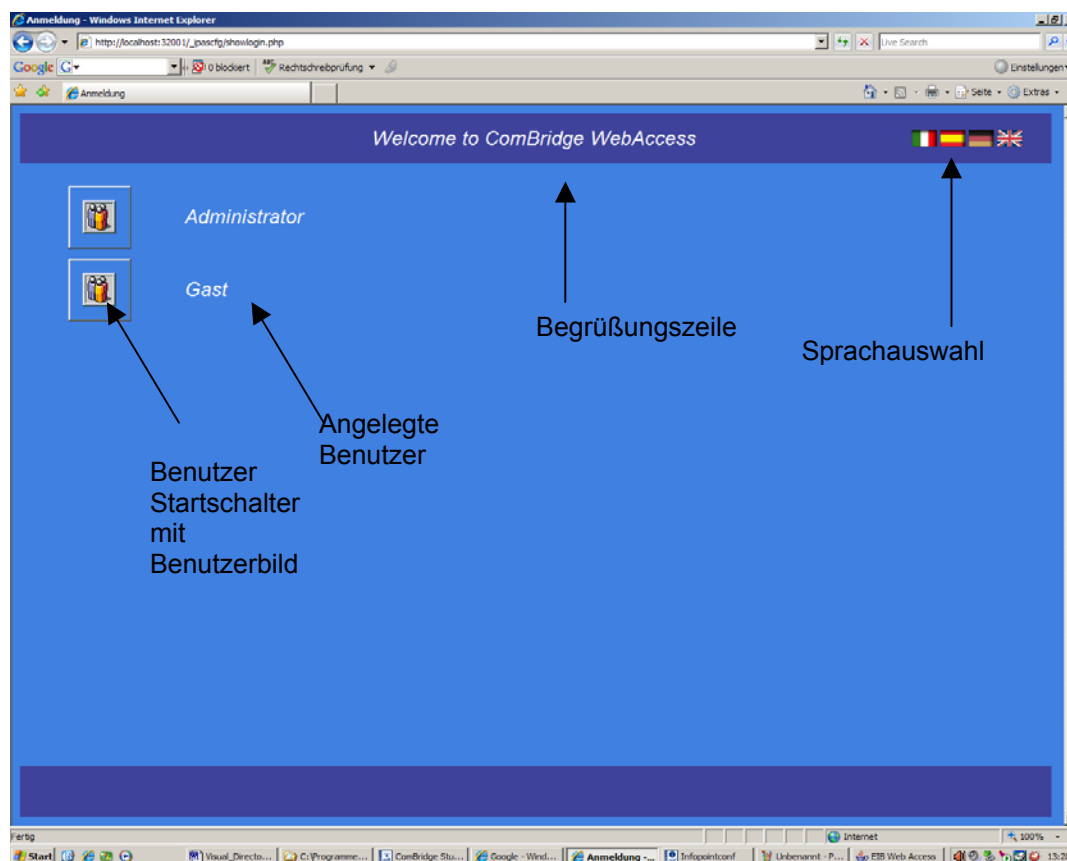 Anmeldung - Windows Internet Explorer
http://localhost:32001/_ipascfg/showlogin.php
Live Search
Google
0 blockiert
Rechtschreibprüfung
Einstellungen
Anmeldung
Seite
Extras
Welcome to ComBridge WebAccess
Administrator
Gast
Begrüßungszeile
Sprachauswahl
Angelegte
Benutzer
Benutzer
Startschalter
mit
Benutzerbild
Fertig
Internet
100%
Start
Visual_Directo...
C:\Programme...
ComBridge Stu...
Google - Wind...
Anmeldung -...
Infopointconf
Unbenannt - P...
EIB Web Access